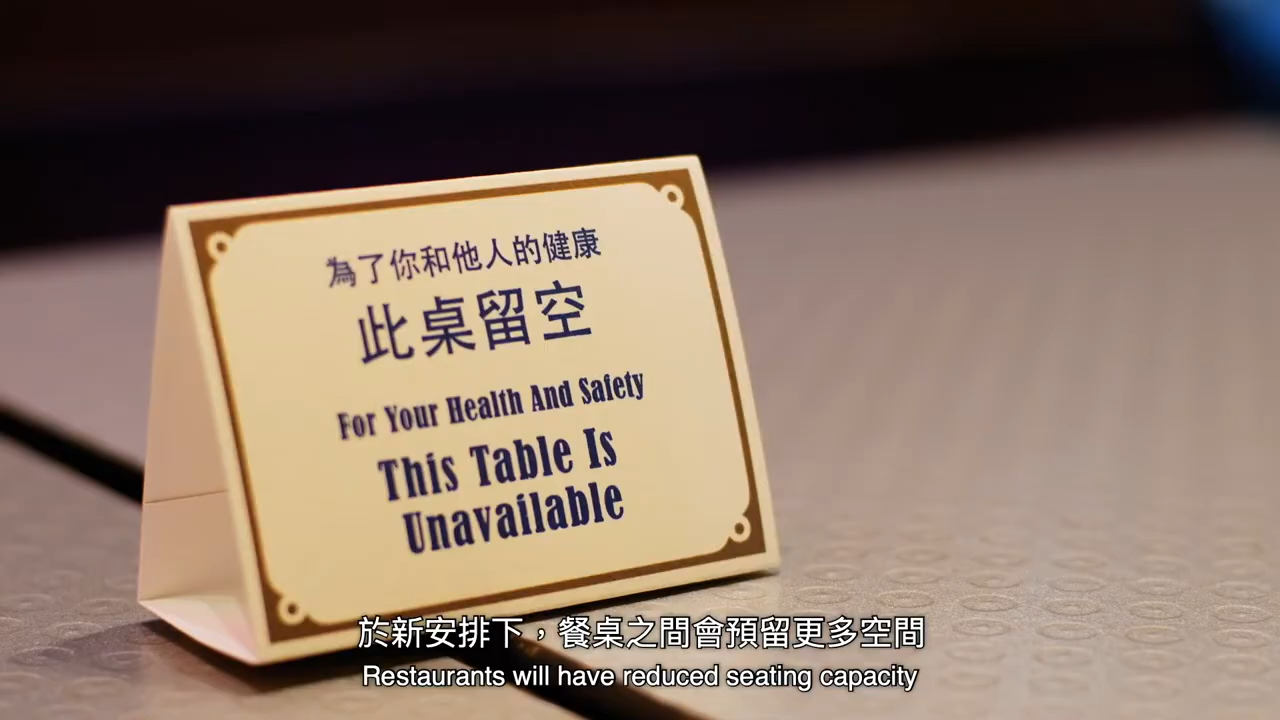 為了你和他人的健康
此桌留空
For Your Health And Safety
This Table Is
Unavailable
於新安排下，餐桌之間會預留更多空間
Restaurants will have reduced seating capacity